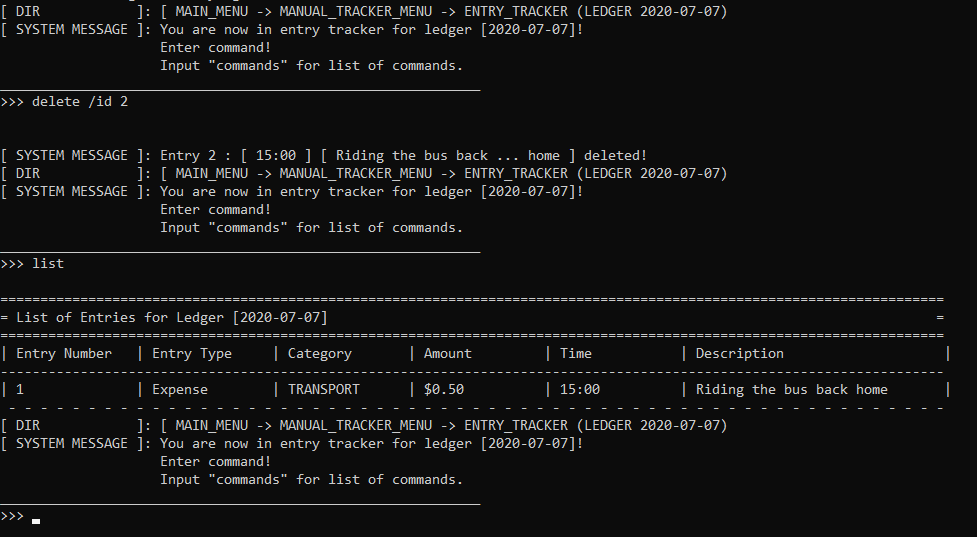 [ DIR            ]: [ MAIN_MENU -> MANUAL_TRACKER_MENU -> ENTRY_TRACKER (LEDGER 2020-07-07)
[ SYSTEM MESSAGE ]: You are now in entry tracker for ledger [2020-07-07]!
                    Enter command!
                    Input "commands" for list of commands.
____________________________________________________________
>>> delete /id 2
[ SYSTEM MESSAGE ]: Entry 2 : [ 15:00 ] [ Riding the bus back ... home ] deleted!
[ DIR            ]: [ MAIN_MENU -> MANUAL_TRACKER_MENU -> ENTRY_TRACKER (LEDGER 2020-07-07)
[ SYSTEM MESSAGE ]: You are now in entry tracker for ledger [2020-07-07]!
                    Enter command!
                    Input "commands" for list of commands.
____________________________________________________________
>>> list
======================================================================================================================
= List of Entries for Ledger [2020-07-07]                                                                            =
======================================================================================================================
| Entry Number   | Entry Type     | Category       | Amount         | Time           | Description                    |
----------------------------------------------------------------------------------------------------------------------
| 1              | Expense        | TRANSPORT      | $0.50          | 15:00          | Riding the bus back home       |
- - - - - - - - - - - - - - - - - - - - - - - - - - - - - - - - - - - - - - - - - - - - - - - - - - - - - - - - - - -
[ DIR            ]: [ MAIN_MENU -> MANUAL_TRACKER_MENU -> ENTRY_TRACKER (LEDGER 2020-07-07)
[ SYSTEM MESSAGE ]: You are now in entry tracker for ledger [2020-07-07]!
                    Enter command!
                    Input "commands" for list of commands.
____________________________________________________________
>>>